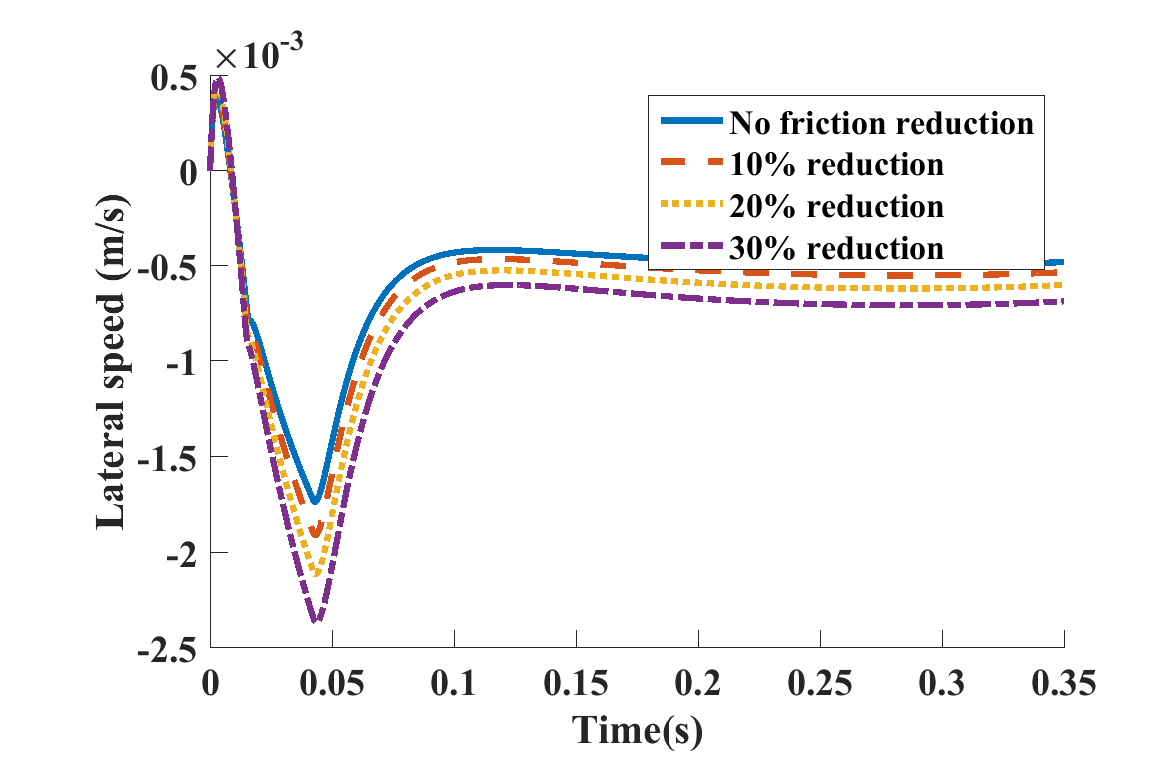 ×10-3
0.5
0
-0.5
-1
-1.5
-2
-2.5
Lateral speed (m/s)
No friction reduction
10% reduction
20% reduction
30% reduction
0 0.05 0.1 0.15 0.2 0.25 0.3 0.35
Time(s)